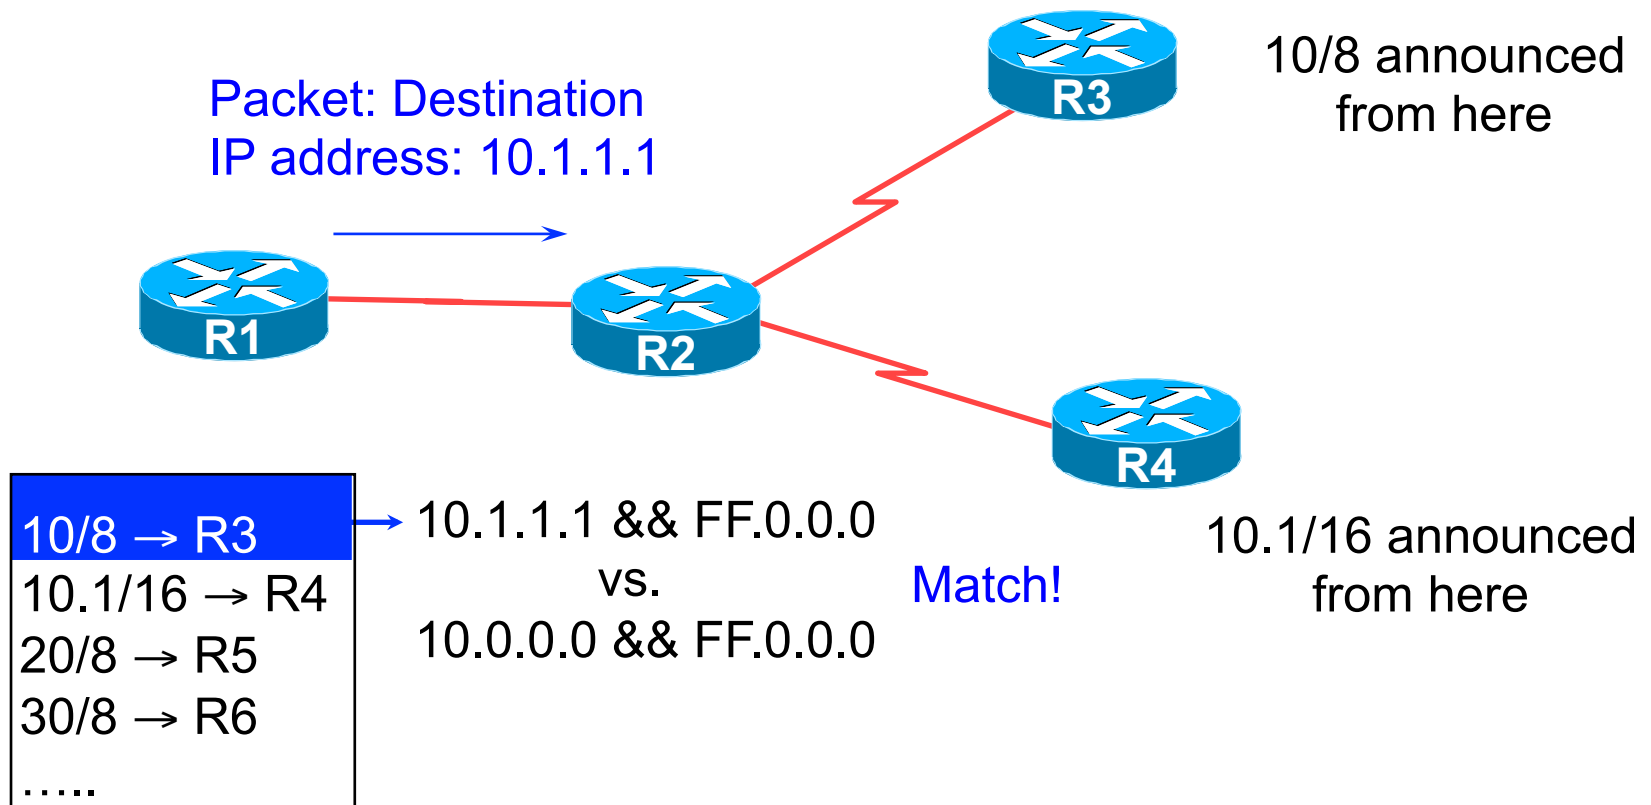 10/8 announced
from here
Packet: Destination
IP address: 10.1.1.1
R3
R1
R2
R4
10/8 → R3
10.1/16 → R4
20/8 → R5
30/8 → R6
…..
10.1.1.1 && FF.0.0.0
vs.
10.0.0.0 && FF.0.0.0
Match!
10.1/16 announced
from here